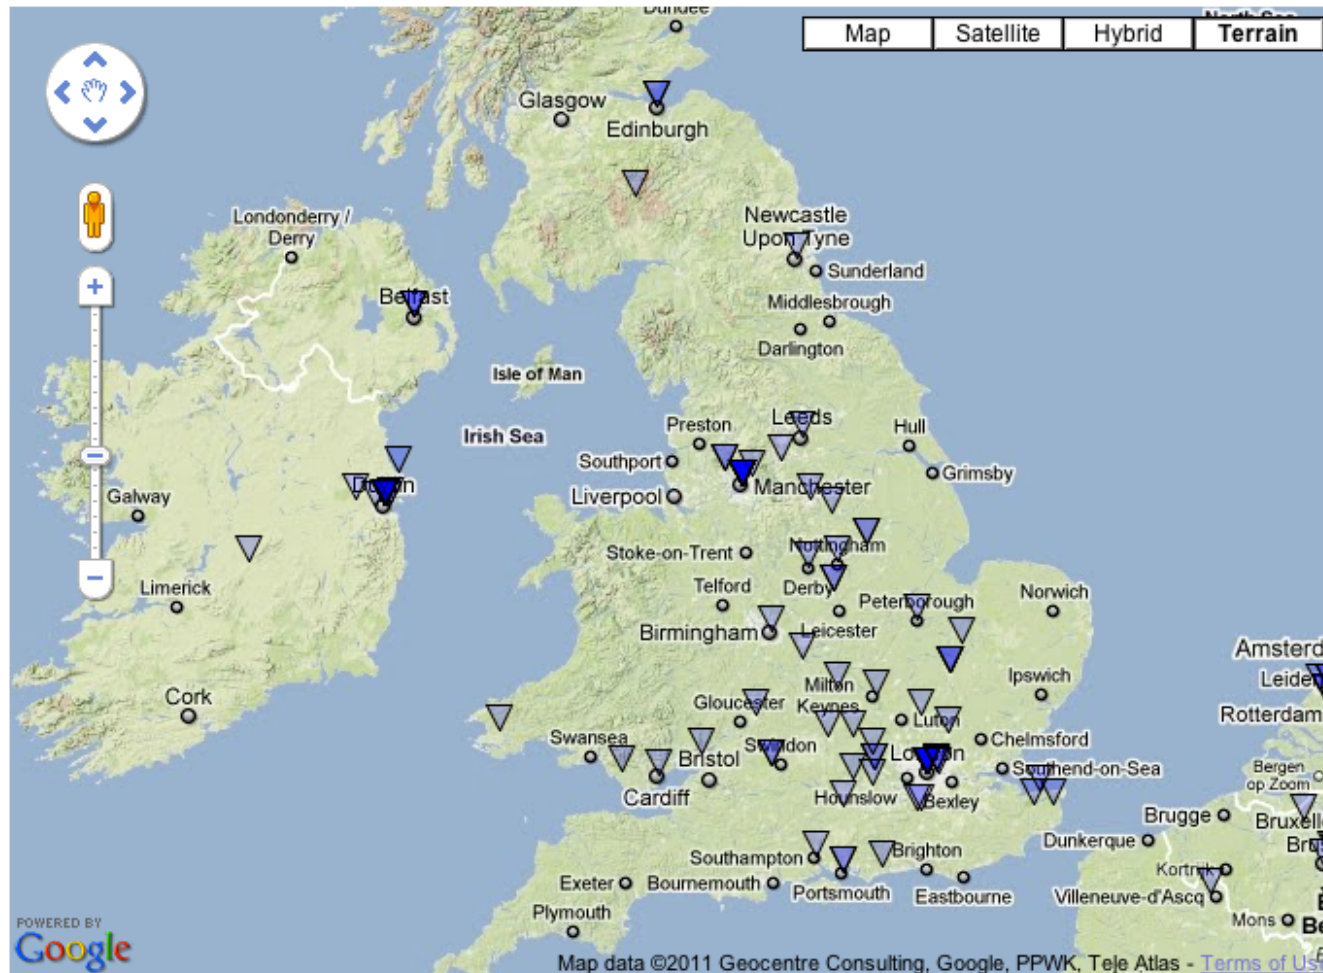 Dundee
North Sea
Map Satellite Hybrid Terrain
Glasgow
Edinburgh
Londonderry /
Derry
Newcastle
Upon Tyne
Sunderland
Belfast
Middlesbrough
Darlington
Isle of Man
Irish Sea
Preston
Leeds
Hull
Southport
Grimsby
Galway
Dublin
Liverpool
Manchester
Stoke-on-Trent
Nottingham
Limerick
Telford
Derby
Peterborough
Norwich
Birmingham
Leicester
Amsterd
Leide
Cork
Milton
Keynes
Ipswich
Gloucester
Luton
Rotterdam
Swansea
Swindon
London
Chelmsford
Bristol
Southend-on-Sea
Bergen
op Zoom
Cardiff
Hounslow
Bexley
Brugge
Bruxelle
Dunkerque
Southampton
Brighton
Kortrijk
Exeter
Bournemouth
Portsmouth
Eastbourne
Villeneuve-d'Ascq
Plymouth
Mons
Be
POWERED BY
Google
Map data ©2011 Geocentre Consulting, Google, PPWK, Tele Atlas - Terms of Us